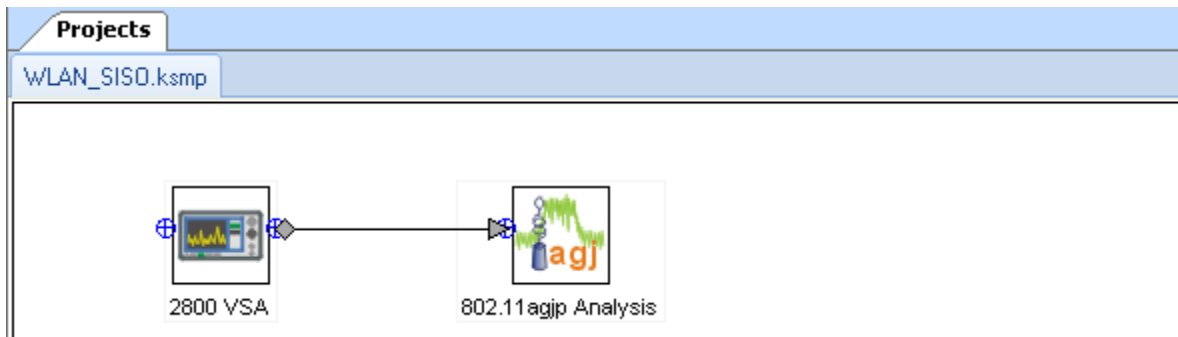 Projects
WLAN_SISO.ksmp
agj
2800 VSA
802.11agjp Analysis